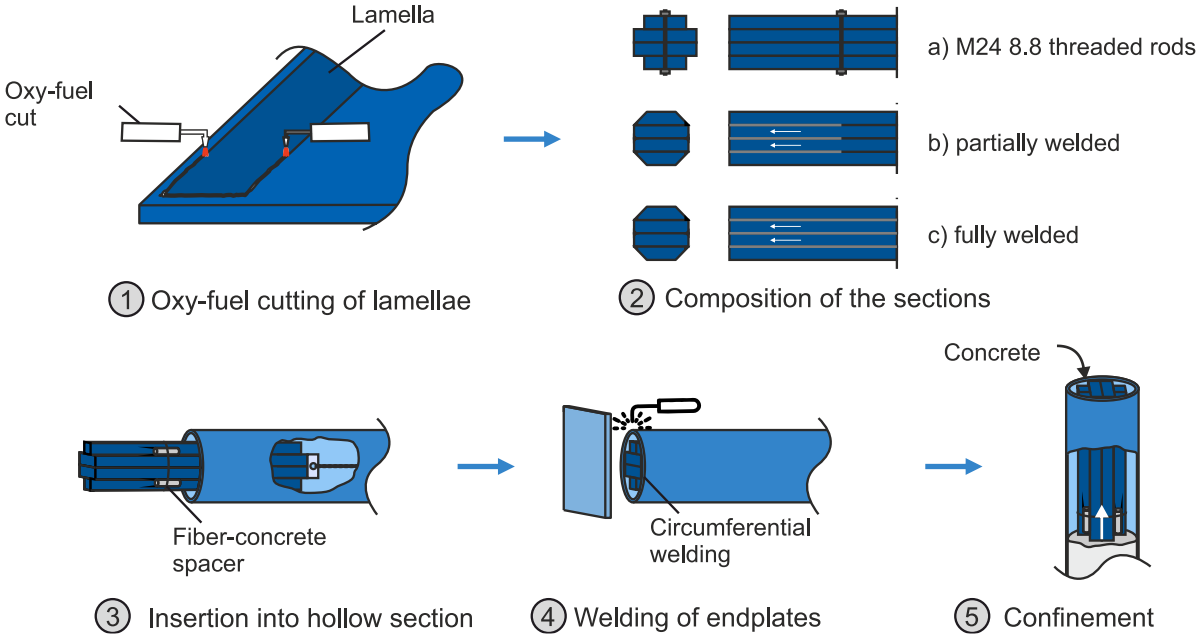 Lamella
Oxy-fuel
cut
a) M24 8.8 threaded rods
b) partially welded
c) fully welded
1 Oxy-fuel cutting of lamellae
2 Composition of the sections
Concrete
Fiber-concrete
spacer
Circumferential
welding
3 Insertion into hollow section
4 Welding of endplates
5 Confinement